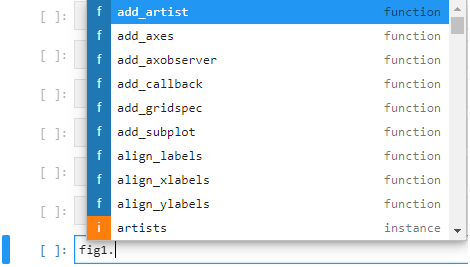 [ ]: f add_artist function
f add_axes function
[ ]: f add_axobserver function
f add_callback function
[ ]: f add_gridspec function
[ ]: f add_subplot function
[ ]: f align_labels function
[ ]: f align_xlabels function
[ ]: f align_ylabels function
i artists instance
[ ]: fig1.